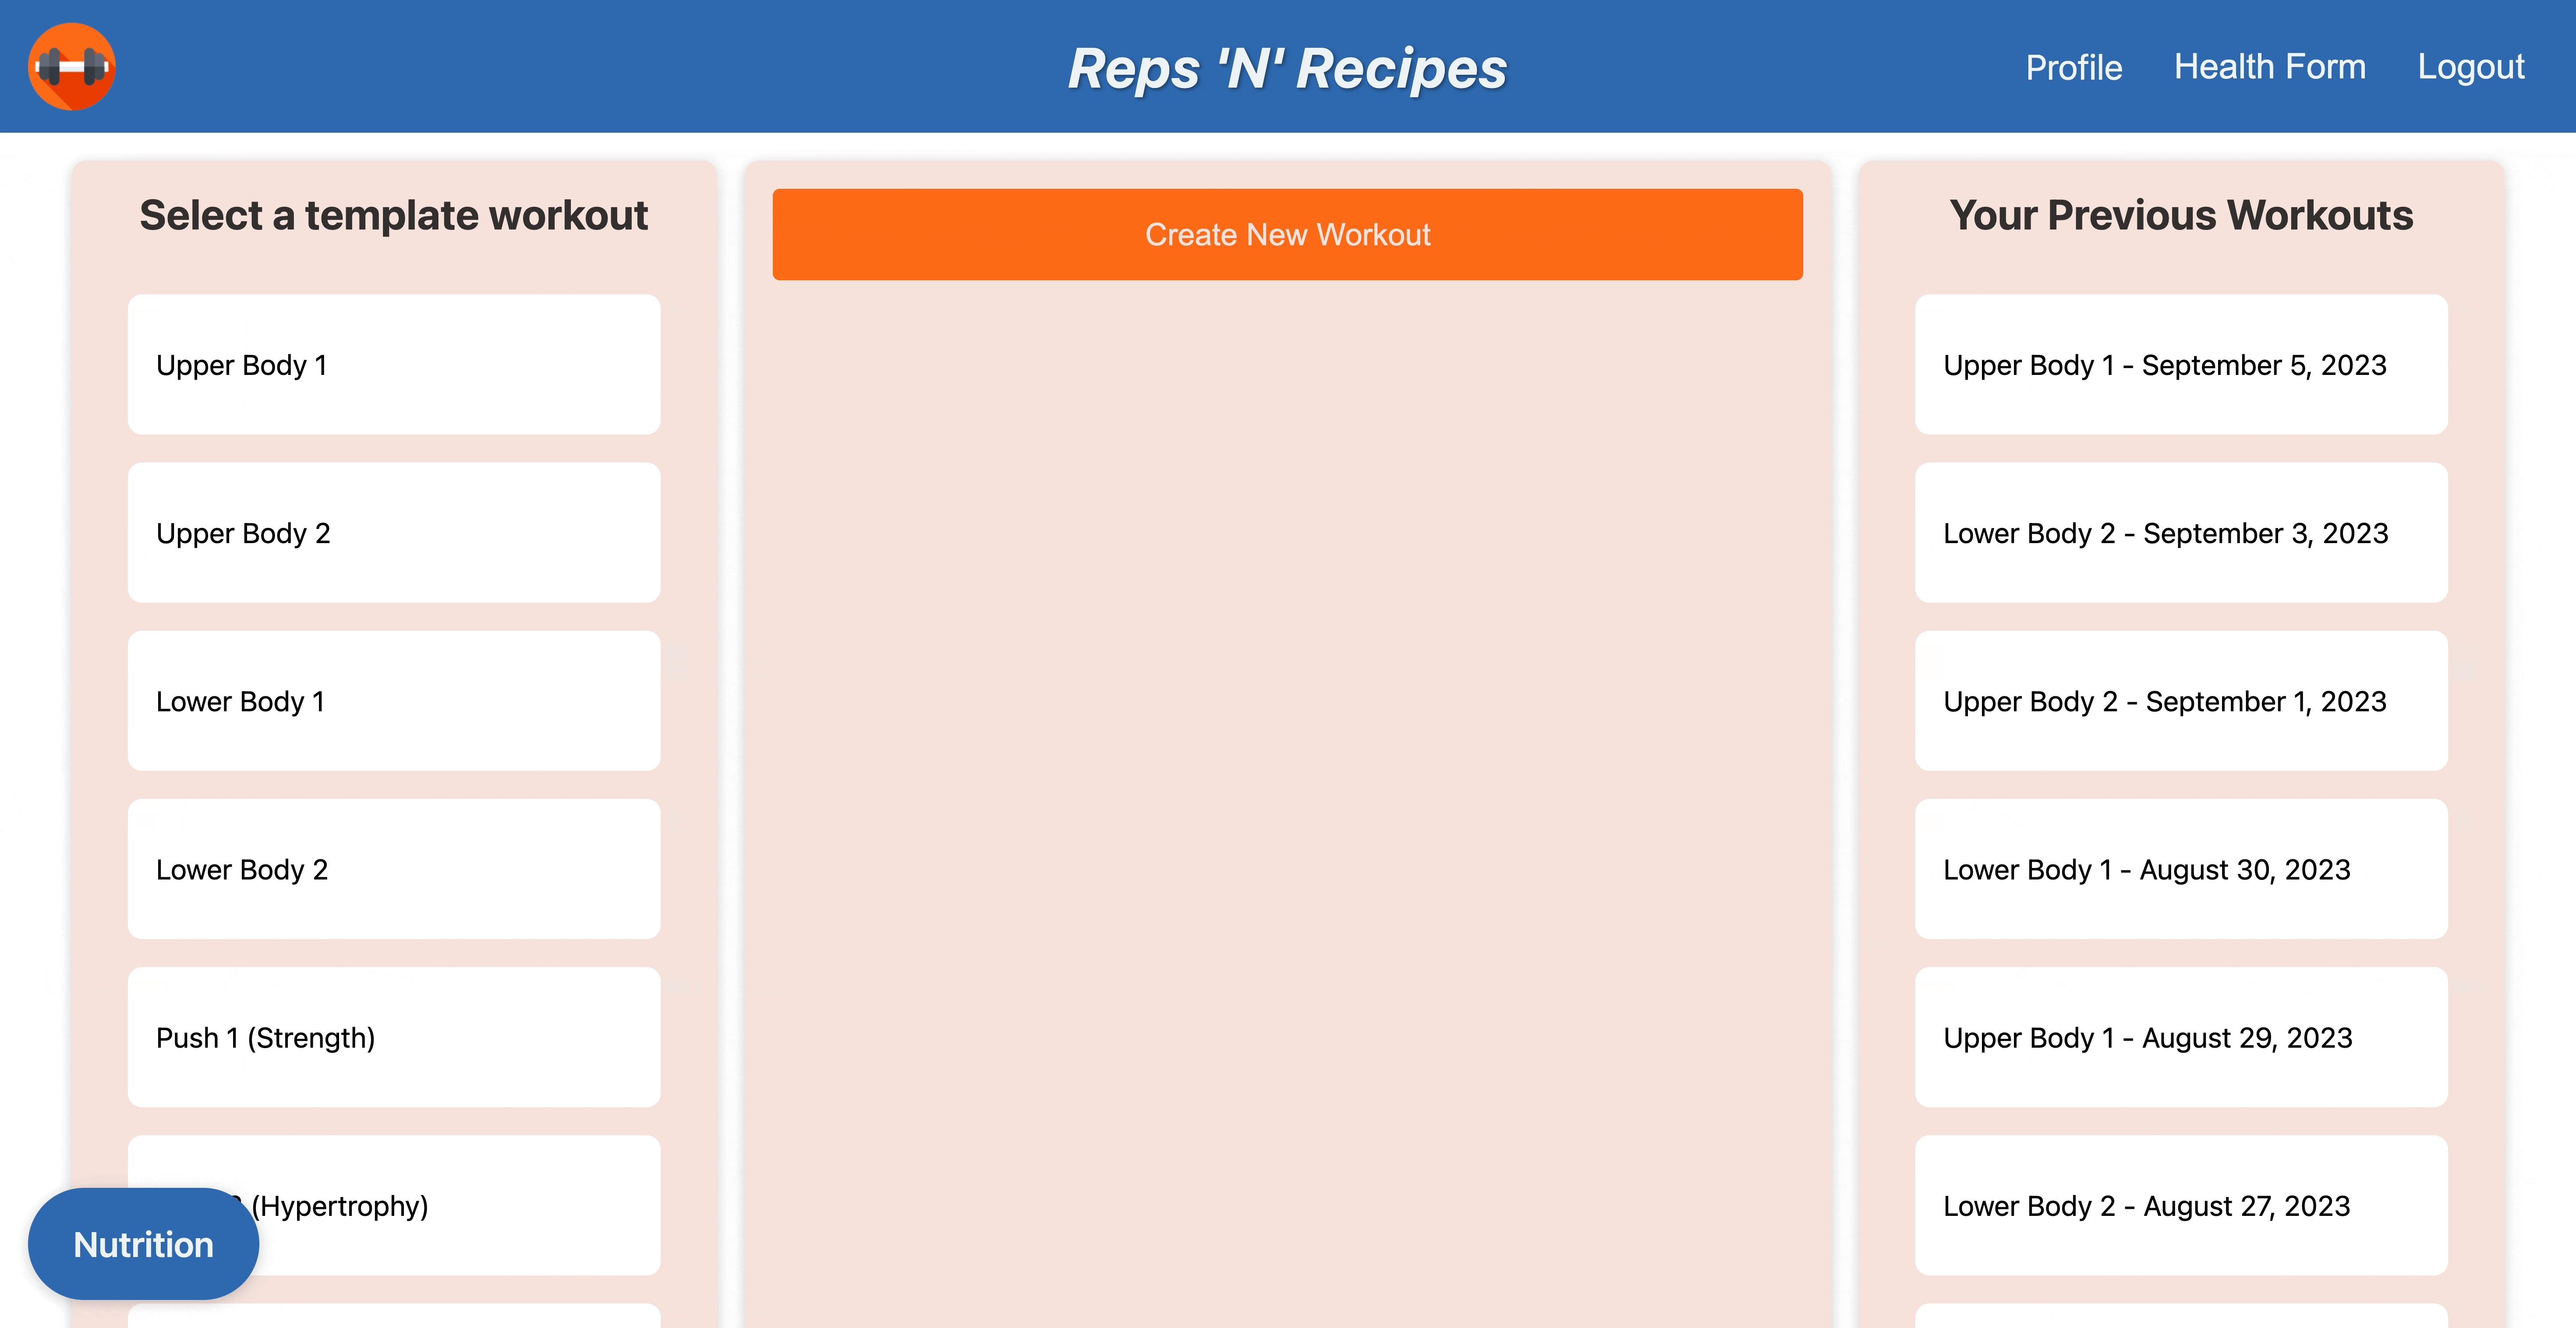 Reps 'N' Recipes
Profile
Health Form
Logout
Select a template workout
Upper Body 1
Upper Body 2
Lower Body 1
Lower Body 2
Push 1 (Strength)
(Hypertrophy)
Nutrition
Create New Workout
Your Previous Workouts
Upper Body 1 - September 5, 2023
Lower Body 2 - September 3, 2023
Upper Body 2 - September 1, 2023
Lower Body 1 - August 30, 2023
Upper Body 1 - August 29, 2023
Lower Body 2 - August 27, 2023